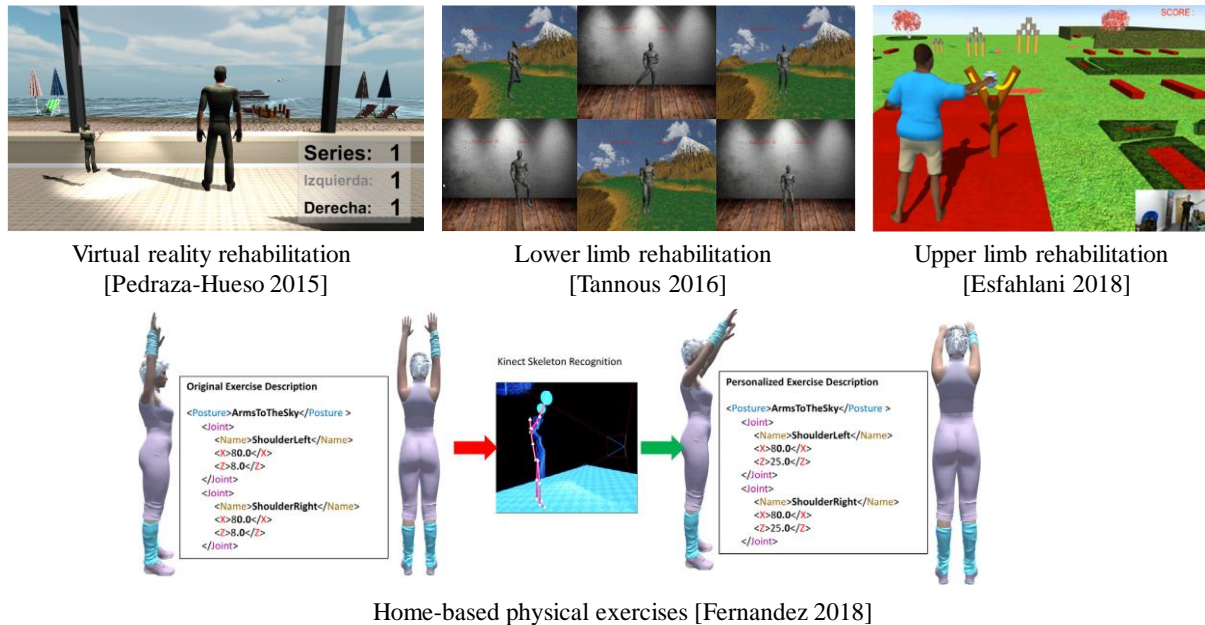 SCORE :
Series: 1
Izquierda: 1
Derecha: 1
Virtual reality rehabilitation
[Pedraza-Hueso 2015]
Lower limb rehabilitation
[Tannous 2016]
Upper limb rehabilitation
[Esfahlani 2018]
Original Exercise Description
<Posture>ArmsToTheSky</Posture >
<Joint>
<Name>ShoulderLeft</Name>
<X>80.0</X>
<Z>8.0</Z>
</Joint>
<Joint>
<Name>ShoulderRight</Name>
<X>80.0</X>
<Z>8.0</Z>
</Joint>
Kinect Skeleton Recognition
Personalized Exercise Description
<Posture>ArmsToTheSky</Posture >
<Joint>
<Name>ShoulderLeft</Name>
<X>80.0</X>
<Z>25.0</Z>
</Joint>
<Joint>
<Name>ShoulderRight</Name>
<X>80.0</X>
<Z>25.0</Z>
</Joint>
Home-based physical exercises [Fernandez 2018]